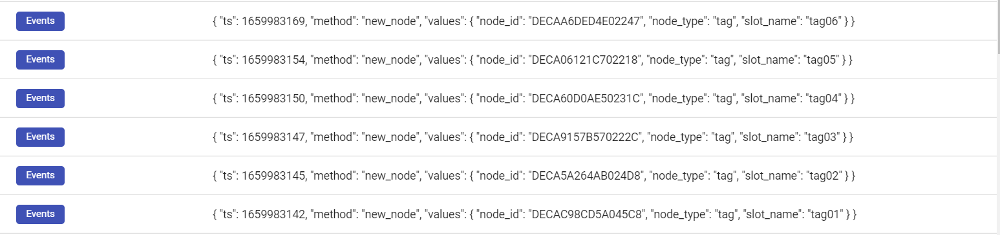 Events { "ts": 1659983169, "method": "new_node", "values": { "node_id": "DECAA6DED4E02247", "node_type": "tag", "slot_name": "tag06" } }
Events { "ts": 1659983154, "method": "new_node", "values": { "node_id": "DECA06121C702218", "node_type": "tag", "slot_name": "tag05" } }
Events { "ts": 1659983150, "method": "new_node", "values": { "node_id": "DECA60D0AE50231C", "node_type": "tag", "slot_name": "tag04" } }
Events { "ts": 1659983147, "method": "new_node", "values": { "node_id": "DECA9157B570222C", "node_type": "tag", "slot_name": "tag03" } }
Events { "ts": 1659983145, "method": "new_node", "values": { "node_id": "DECA5A264AB024D8", "node_type": "tag", "slot_name": "tag02" } }
Events { "ts": 1659983142, "method": "new_node", "values": { "node_id": "DECAC98CD5A045C8", "node_type": "tag", "slot_name": "tag01" } }